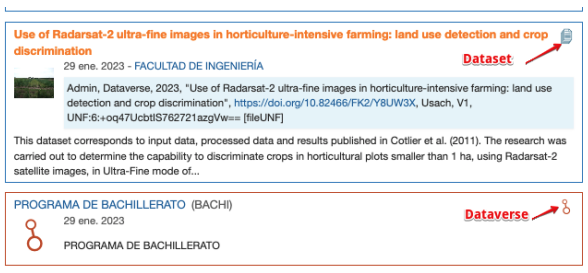 Use of Radarsat-2 ultra-fine images in horticulture-intensive farming: land use detection and crop
discrimination
Dataset
29 ene. 2023 - FACULTAD DE INGENIERÍA
Admin, Dataverse, 2023, "Use of Radarsat-2 ultra-fine images in horticulture-intensive farming: land use
detection and crop discrimination", https://doi.org/10.82466/FK2/Y8UW3X, Usach, V1,
UNF:6:+oq47UcbtlS762721azgVw== [fileUNF]
This dataset corresponds to input data, processed data and results published in Cotlier et al. (2011). The research was
carried out to determine the capability to discriminate crops in horticultural plots smaller than 1 ha, using Radarsat-2
satellite images, in Ultra-Fine mode of...
PROGRAMA DE BACHILLERATO (BACHI)
Dataverse
29 ene. 2023
PROGRAMA DE BACHILLERATO